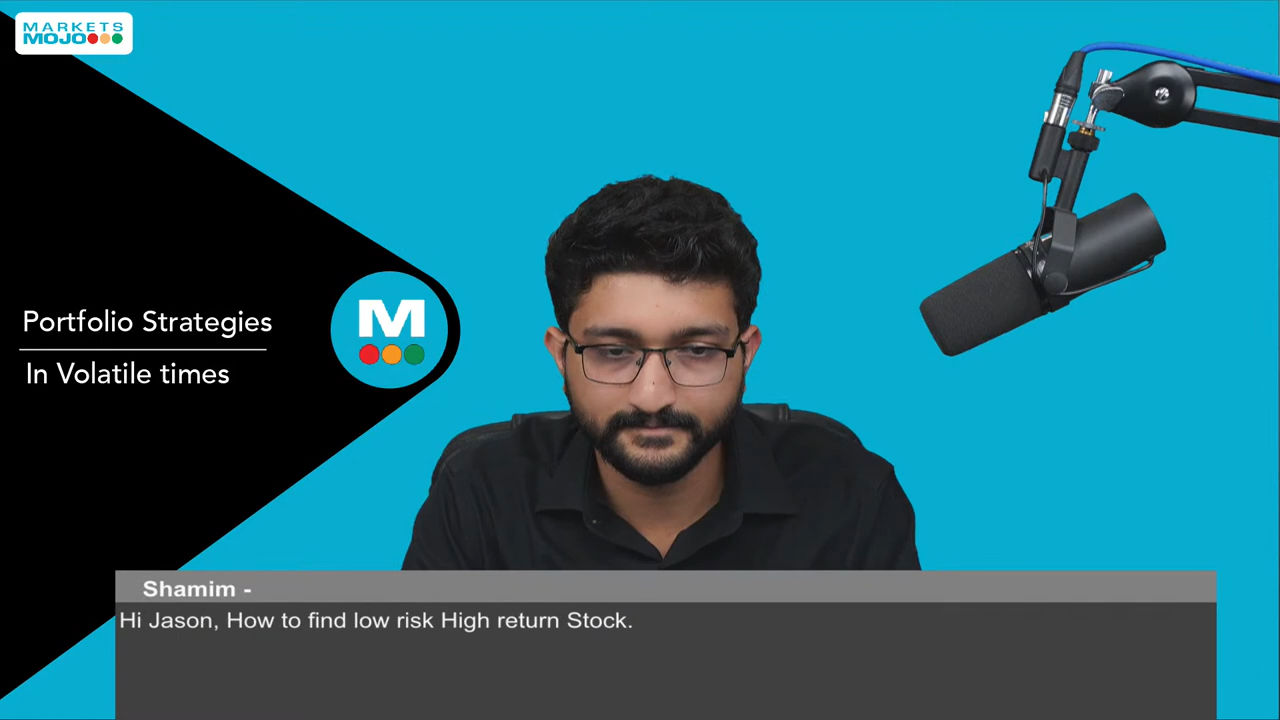 MARKETS
MOJO
Portfolio Strategies
In Volatile times
M
Shamim -
Hi Jason, How to find low risk High return Stock.